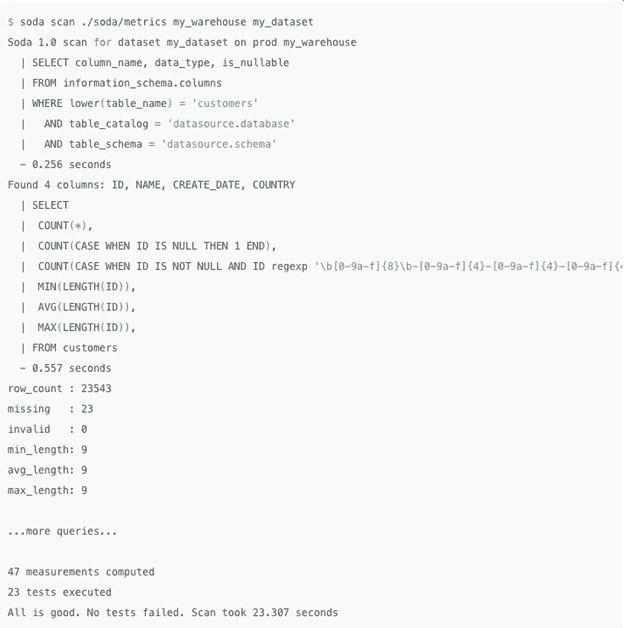 $ soda scan ./soda/metrics my_warehouse my_dataset
Soda 1.0 scan for dataset my_dataset on prod my_warehouse
  | SELECT column_name, data_type, is_nullable
  | FROM information_schema.columns
  | WHERE lower(table_name) = 'customers'
  |   AND table_catalog = 'datasource.database'
  |   AND table_schema = 'datasource.schema'
  - 0.256 seconds
Found 4 columns: ID, NAME, CREATE_DATE, COUNTRY
  | SELECT
  |  COUNT(*),
  |  COUNT(CASE WHEN ID IS NULL THEN 1 END),
  |  COUNT(CASE WHEN ID IS NOT NULL AND ID regexp '\b[0-9a-f]{8}\b-[0-9a-f]{4}-[0-9a-f]{4}-[0-9a-f]{
  |  MIN(LENGTH(ID)),
  |  AVG(LENGTH(ID)),
  |  MAX(LENGTH(ID)),
  | FROM customers
  - 0.557 seconds
row_count : 23543
missing   : 23
invalid   : 0
min_length: 9
avg_length: 9
max_length: 9
...more queries...
47 measurements computed
23 tests executed
All is good. No tests failed. Scan took 23.307 seconds